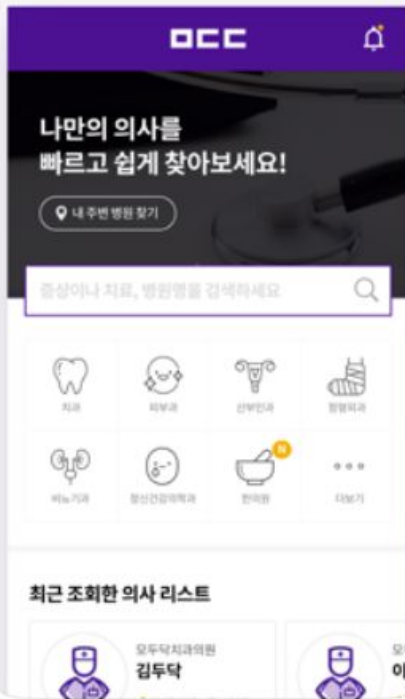 ㅁㄷㄷ
나만의 의사를
빠르고 쉽게 찾아보세요!
내 주변 병원 찾기
증상이나 치료, 병원명을 검색하세요
치과
피부과
산부인과
정형외과
비뇨기과
정신건강의학과
한의원
N
더보기
최근 조회한 의사 리스트
모두닥치과의원
김두닥